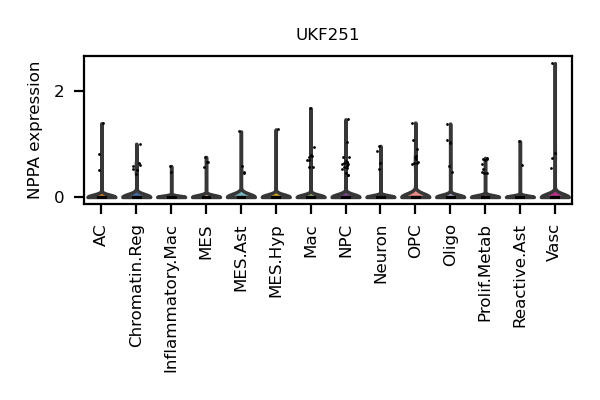 UKF251
NPPA expression
2
0
AC
Chromatin.Reg
Inflammatory.Mac
MES
MES.Ast
MES.Hyp
Mac
NPC
Neuron
OPC
Oligo
Prolif.Metab
Reactive.Ast
Vasc